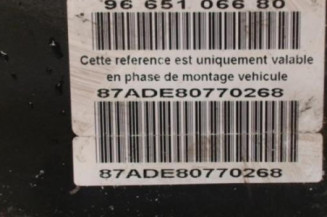 96 651 066 80
Cette reference est uniquement valable
en phase de montage vehicule
87ADE80770268
87ADE80770268